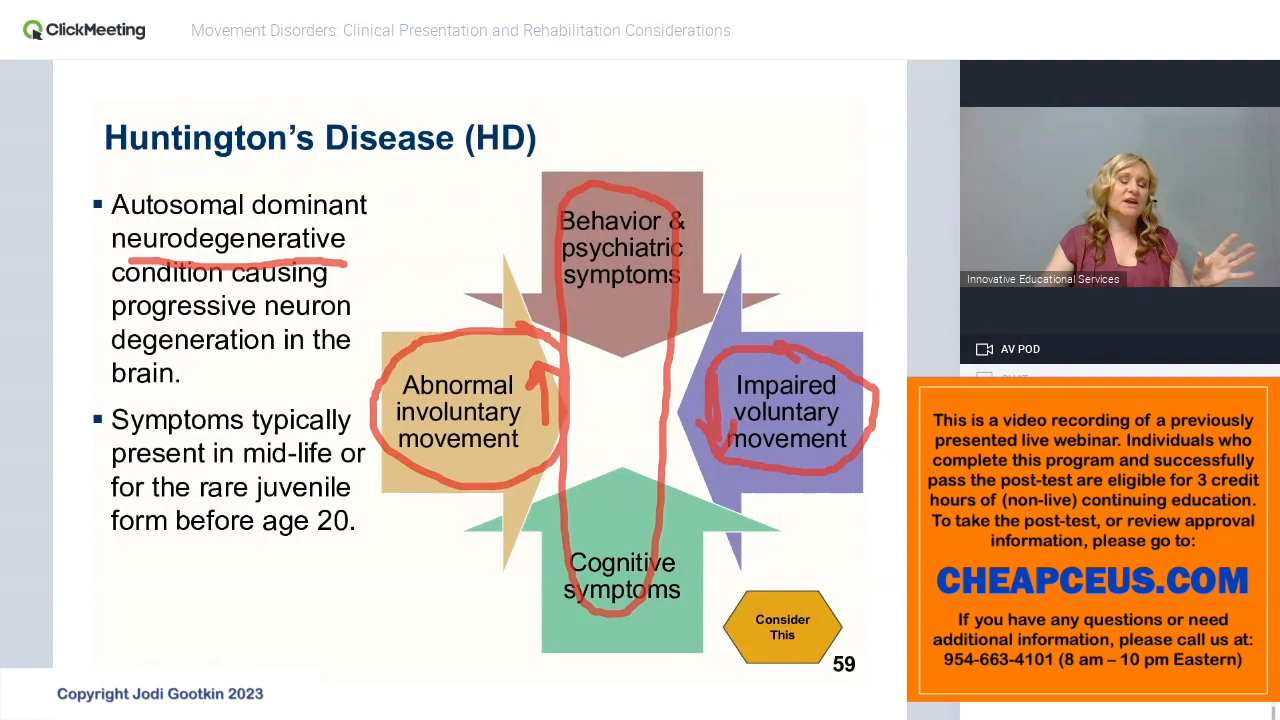 ClickMeeting
Movement Disorders: Clinical Presentation and Rehabilitation Considerations
Huntington's Disease (HD)
▪ Autosomal dominant
neurodegenerative
condition causing
progressive neuron
degeneration in the
brain.
▪ Symptoms typically
present in mid-life or
for the rare juvenile
form before age 20.
Behavior &
psychiatric
symptoms
Abnormal
involuntary
movement
Impaired
voluntary
movement
Cognitive
symptoms
Consider
This
59
Copyright Jodi Gootkin 2023
Innovative Educational Services
AV POD
This is a video recording of a previously
presented live webinar. Individuals who
complete this program and successfully
pass the post-test are eligible for 3 credit
hours of (non-live) continuing education.
To take the post-test, or review approval
information, please go to:
CHEAPCEUS.COM
If you have any questions or need
additional information, please call us at:
954-663-4101 (8 am – 10 pm Eastern)